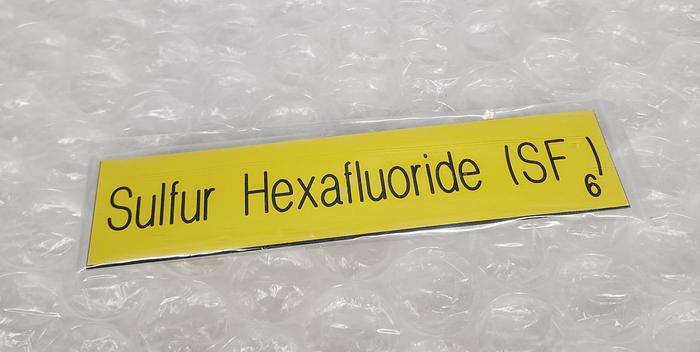 Sulfur Hexafluoride (SF₆)